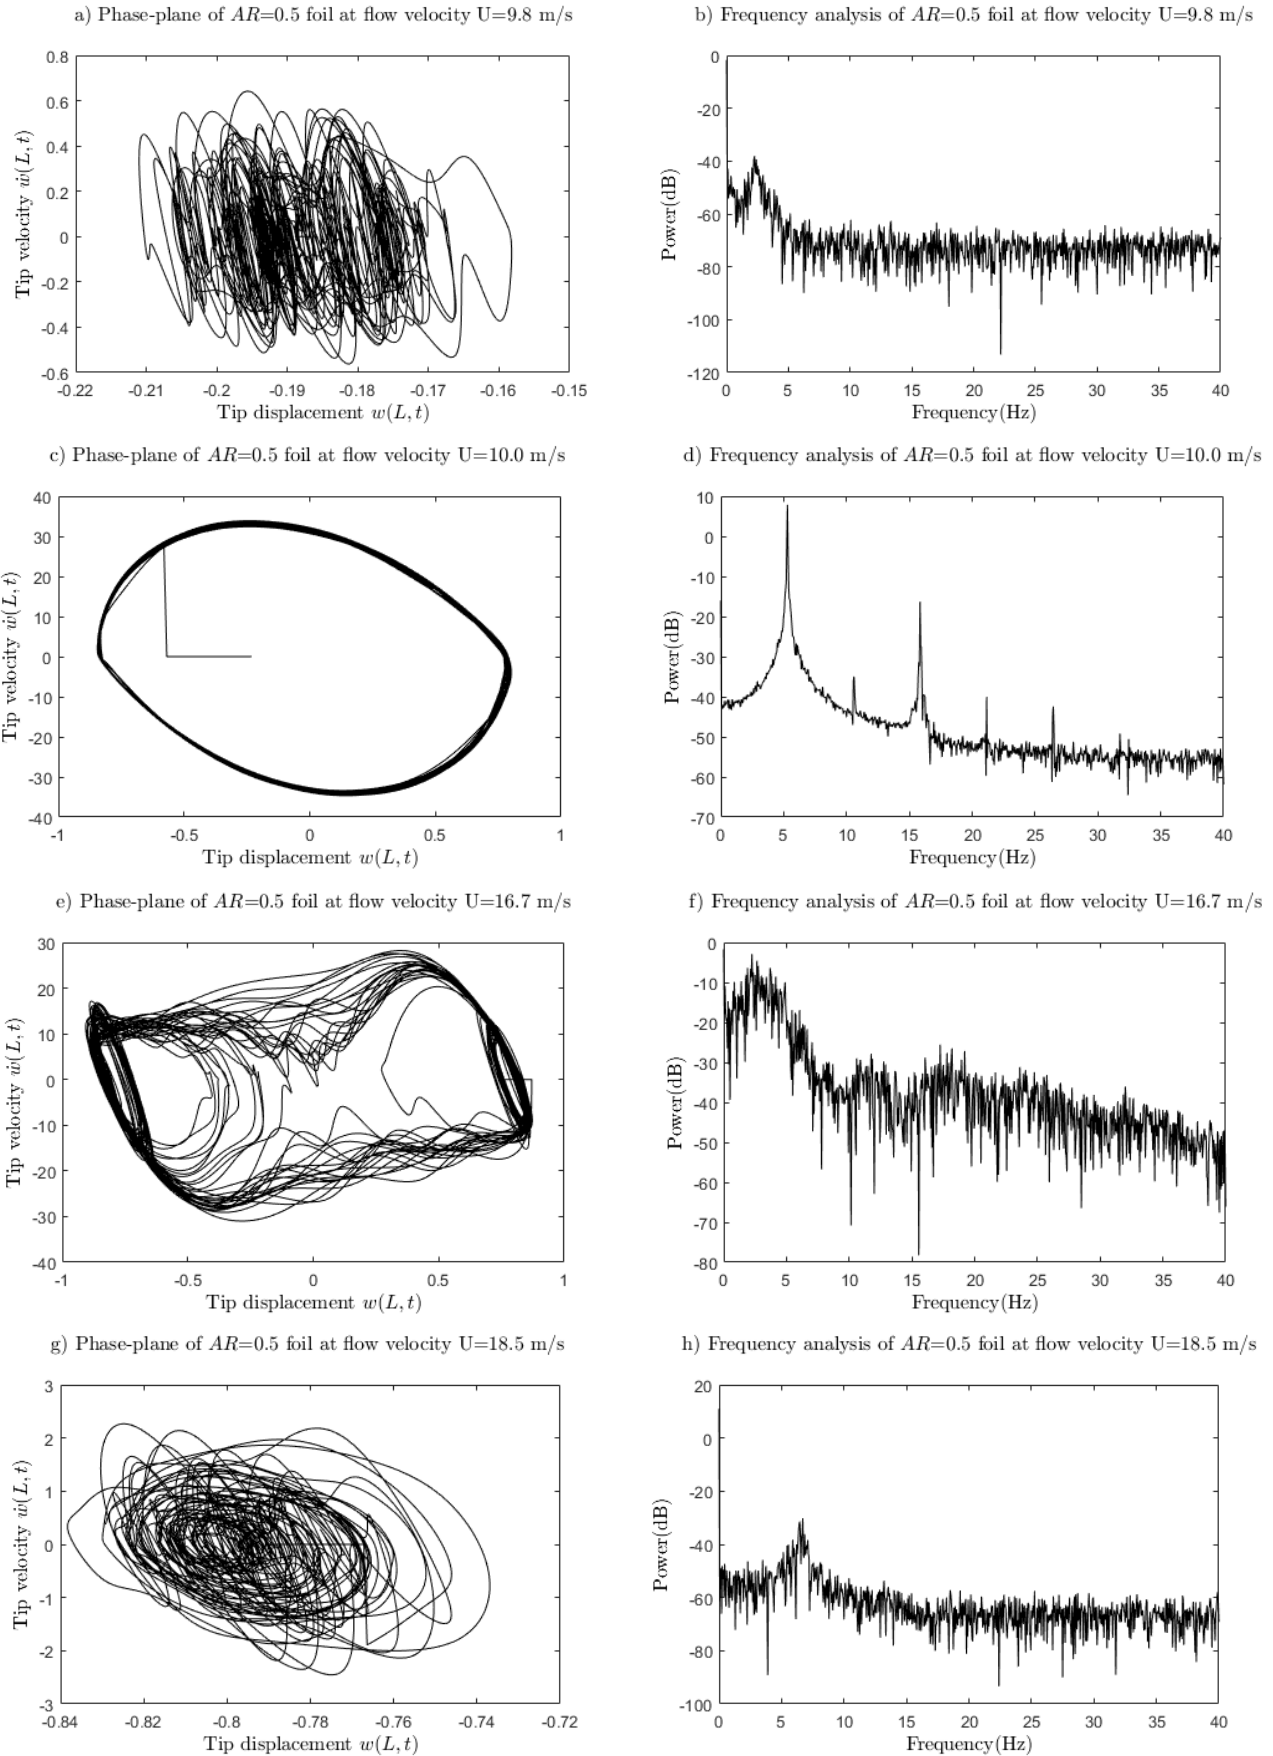 a) Phase-plane of AR=0.5 foil at flow velocity U=9.8 m/s
b) Frequency analysis of AR=0.5 foil at flow velocity U=9.8 m/s
Tip velocity ẇ(L, t)
0.8
0.6
0.4
0.2
0
-0.2
-0.4
-0.6
-0.22 -0.21 -0.2 -0.19 -0.18 -0.17 -0.16 -0.15
Tip displacement w(L, t)
Power(dB)
0
-20
-40
-60
-80
-100
-120
0 5 10 15 20 25 30 35 40
Frequency(Hz)
c) Phase-plane of AR=0.5 foil at flow velocity U=10.0 m/s
d) Frequency analysis of AR=0.5 foil at flow velocity U=10.0 m/s
Tip velocity ẇ(L, t)
40
30
20
10
0
-10
-20
-30
-40
-1 -0.5 0 0.5 1
Tip displacement w(L, t)
Power(dB)
10
0
-10
-20
-30
-40
-50
-60
-70
0 5 10 15 20 25 30 35 40
Frequency(Hz)
e) Phase-plane of AR=0.5 foil at flow velocity U=16.7 m/s
f) Frequency analysis of AR=0.5 foil at flow velocity U=16.7 m/s
Tip velocity ẇ(L, t)
30
20
10
0
-10
-20
-30
-40
-1 -0.5 0 0.5 1
Tip displacement w(L, t)
Power(dB)
0
-10
-20
-30
-40
-50
-60
-70
-80
0 5 10 15 20 25 30 35 40
Frequency(Hz)
g) Phase-plane of AR=0.5 foil at flow velocity U=18.5 m/s
h) Frequency analysis of AR=0.5 foil at flow velocity U=18.5 m/s
Tip velocity ẇ(L, t)
3
2
1
0
-1
-2
-3
-0.84 -0.82 -0.8 -0.78 -0.76 -0.74 -0.72
Tip displacement w(L, t)
Power(dB)
20
0
-20
-40
-60
-80
-100
0 5 10 15 20 25 30 35 40
Frequency(Hz)